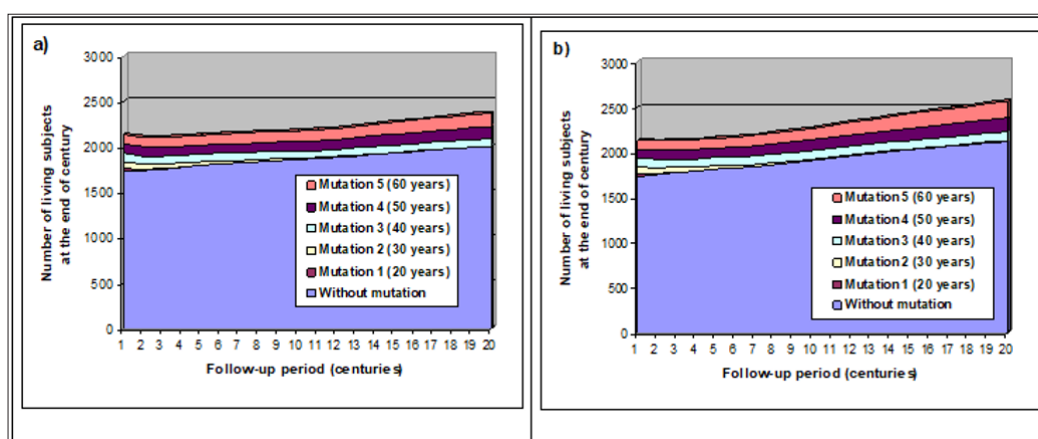 a)
Number of living subjects
at the end of century
3000
2500
2000
1500
1000
500
0
Mutation 5 (60 years)
Mutation 4 (50 years)
Mutation 3 (40 years)
Mutation 2 (30 years)
Mutation 1 (20 years)
Without mutation
1 2 3 4 5 6 7 8 9 10 11 12 13 14 15 16 17 18 19 20
Follow-up period (centuries)
b)
Number of living subjects
at the end of century
3000
2500
2000
1500
1000
500
0
Mutation 5 (60 years)
Mutation 4 (50 years)
Mutation 3 (40 years)
Mutation 2 (30 years)
Mutation 1 (20 years)
Without mutation
1 2 3 4 5 6 7 8 9 10 11 12 13 14 15 16 17 18 19 20
Follow-up period (centuries)